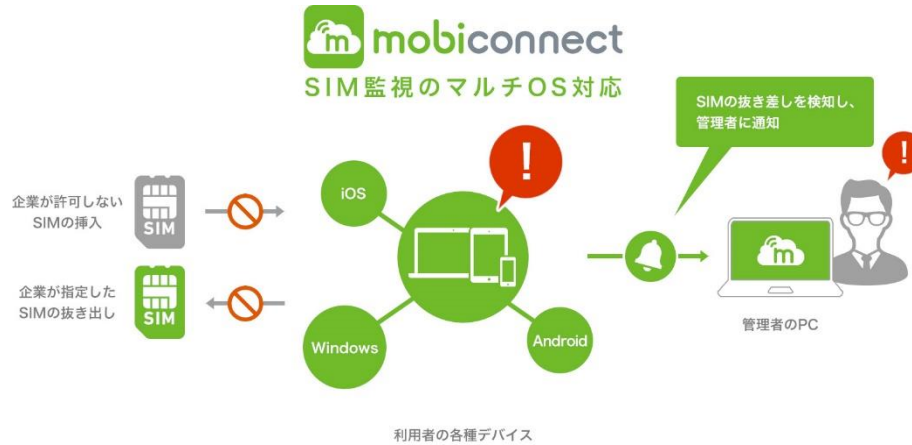 mobiconnect
SIM監視のマルチOS対応
SIMの抜き差しを検知し、
管理者に通知
!
!
企業が許可しない
SIMの挿入
SIM
iOS
m
企業が指定した
SIMの抜き出し
SIM
Windows
Android
管理者のPC
利用者の各種デバイス